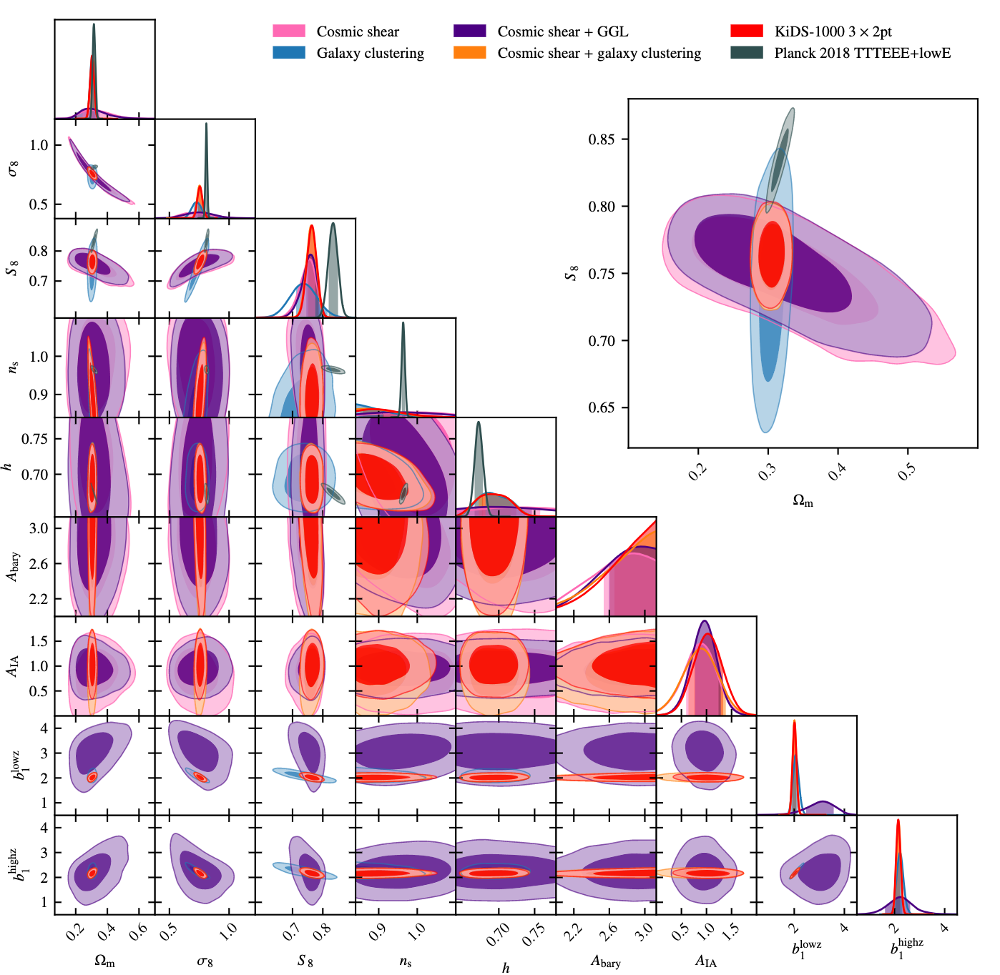 Cosmic shear
Cosmic shear + GGL
KiDS-1000 3 × 2pt
Galaxy clustering
Cosmic shear + galaxy clustering
Planck 2018 TTTEEE+lowE
σ8
1.0
0.5
S8
0.8
0.7
ns
1.0
0.9
h
0.75
0.70
Abary
3.0
2.6
2.2
AIA
1.5
1.0
0.5
b1lowz
4
3
2
1
b1highz
4
3
2
1
0.2 0.4 0.6
0.5 1.0
0.7 0.8
0.9 1.0
0.70 0.75
2.2 2.6 3.0
0.5 1.0 1.5
2 4
2 4
Ωm
σ8
S8
ns
h
Abary
AIA
b1lowz
b1highz
S8
0.85
0.80
0.75
0.70
0.65
0.2 0.3 0.4 0.5
Ωm